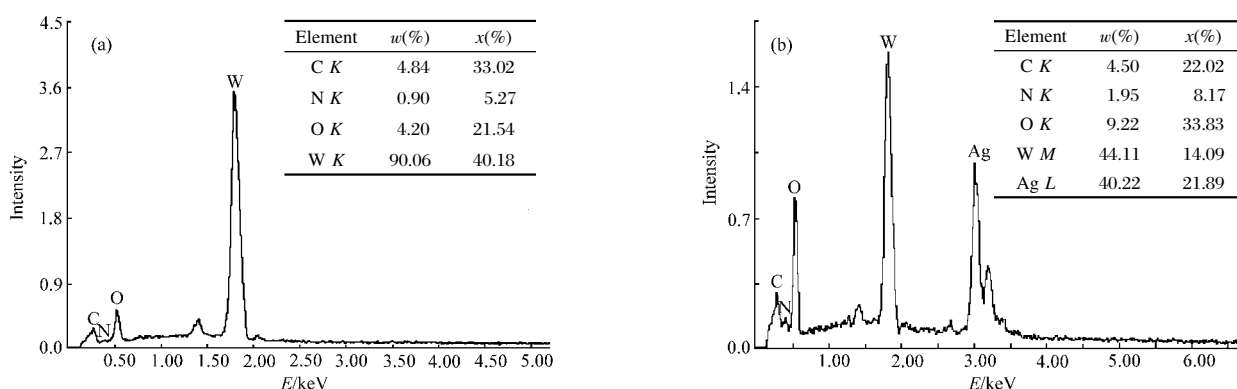 (a)
Element w(%) x(%)
C K 4.84 33.02
N K 0.90 5.27
O K 4.20 21.54
W K 90.06 40.18
4.5
3.6
2.7
1.8
0.9
0.0
Intensity
C
N
O
W
0.50 1.00 1.50 2.00 2.50 3.00 3.50 4.00 4.50 5.00
E/keV
(b)
Element w(%) x(%)
C K 4.50 22.02
N K 1.95 8.17
O K 9.22 33.83
W M 44.11 14.09
Ag L 40.22 21.89
1.4
0.7
0.0
Intensity
C
N
O
W
Ag
1.00 2.00 3.00 4.00 5.00 6.00
E/keV